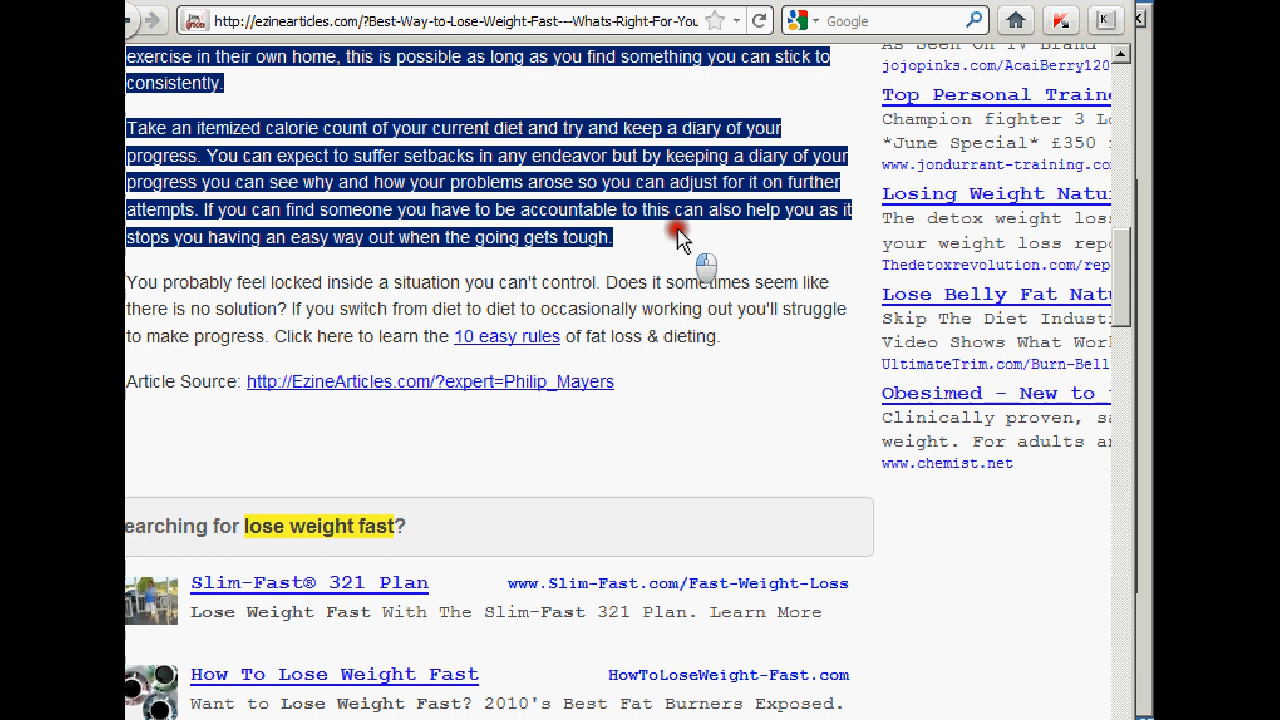 http://ezinearticles.com/?Best-Way-to-Lose-Weight-Fast---Whats-Right-For-You
Google
K
exercise in their own home, this is possible as long as you find something you can stick to
consistently.
Take an itemized calorie count of your current diet and try and keep a diary of your
progress. You can expect to suffer setbacks in any endeavor but by keeping a diary of your
progress you can see why and how your problems arose so you can adjust for it on further
attempts. If you can find someone you have to be accountable to this can also help you as it
stops you having an easy way out when the going gets tough.
You probably feel locked inside a situation you can't control. Does it sometimes seem like
there is no solution? If you switch from diet to diet to occasionally working out you'll struggle
to make progress. Click here to learn the 10 easy rules of fat loss & dieting.
Article Source: http://EzineArticles.com/?expert=Philip_Mayers
earching for lose weight fast?
Slim-Fast® 321 Plan www.Slim-Fast.com/Fast-Weight-Loss
Lose Weight Fast With The Slim-Fast 321 Plan. Learn More
How To Lose Weight Fast HowToLoseWeight-Fast.com
Want to Lose Weight Fast? 2010's Best Fat Burners Exposed.
As Seen On TV Brand
jojopinks.com/AcaiBerry120
Top Personal Traine
Champion fighter 3 Lo
*June Special* £350
www.jondurrant-training.co
Losing Weight Natu
The detox weight loss
your weight loss repo
Thedetoxrevolution.com/rep
Lose Belly Fat Natu
Skip The Diet Indust
Video Shows What Wor
UltimateTrim.com/Burn-Bell
Obesimed - New to
Clinically proven, sa
weight. For adults an
www.chemist.net